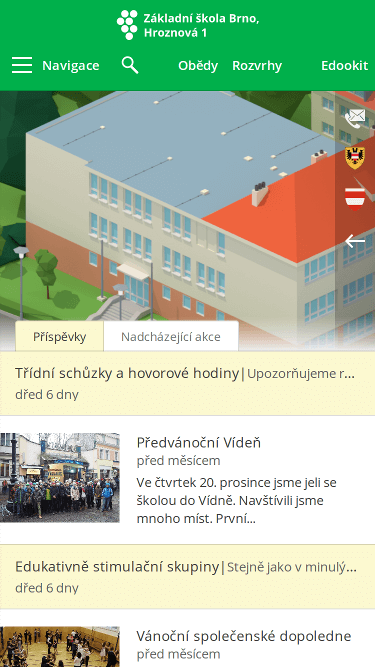 Základní škola Brno,
Hroznová 1
Navigace
Obědy
Rozvrhy
Edookit
Příspěvky
Nadcházející akce
Třídní schůzky a hovorové hodiny|Upozorňujeme r...
dřed 6 dny
Předvánoční Vídeň
před měsícem
Ve čtvrtek 20. prosince jsme jeli se
školou do Vídně. Navštívili jsme
mnoho míst. První...
Edukativně stimulační skupiny|Stejně jako v minulý...
dřed 6 dny
Vánoční společenské dopoledne
před měsícem